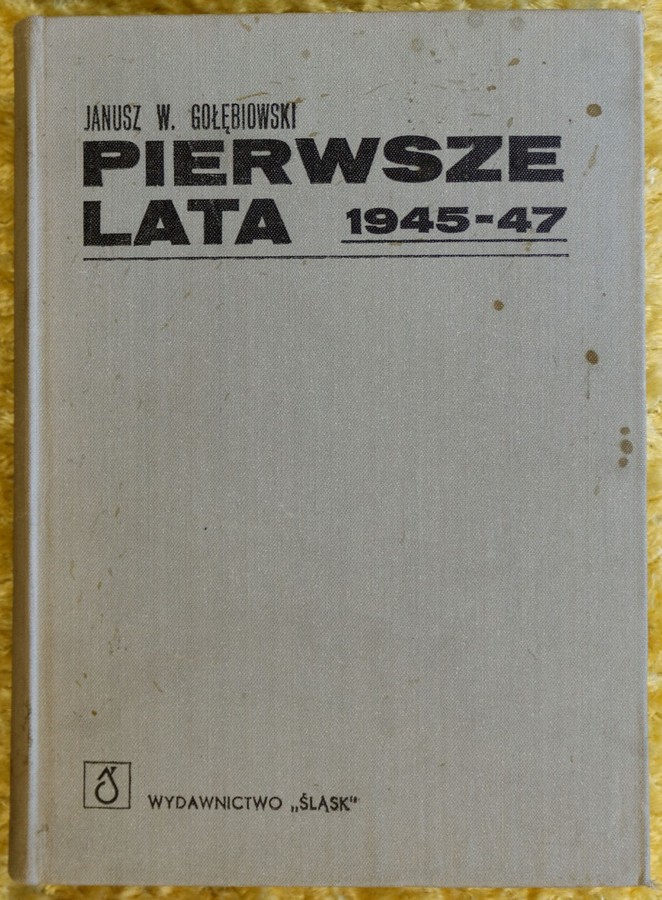 JANUSZ W. GOŁĘBIOWSKI
PIERWSZE
LATA 1945-47
WYDAWNICTWO „ŚLĄSK”